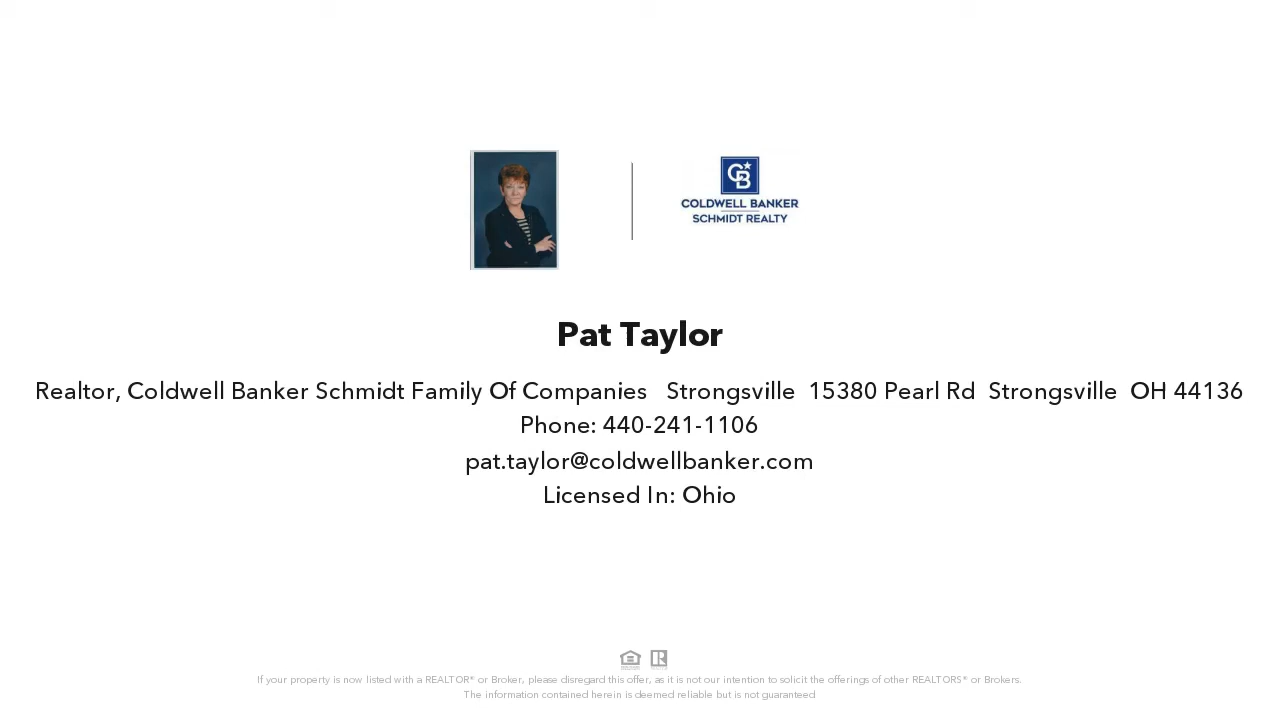 CB
COLDWELL BANKER
SCHMIDT REALTY
Pat Taylor
Realtor, Coldwell Banker Schmidt Family Of Companies   Strongsville  15380 Pearl Rd  Strongsville  OH 44136
Phone: 440-241-1106
pat.taylor@coldwellbanker.com
Licensed In: Ohio
If your property is now listed with a REALTOR® or Broker, please disregard this offer, as it is not our intention to solicit the offerings of other REALTORS® or Brokers.
The information contained herein is deemed reliable but is not guaranteed